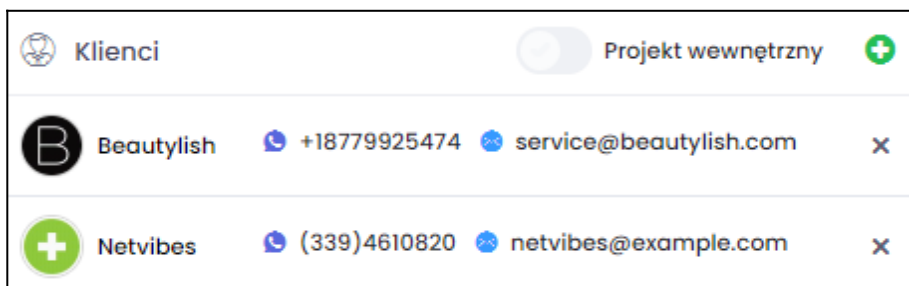 Klienci Projekt wewnętrzny
B Beautylish +18779925474 service@beautylish.com
Netvibes (339)4610820 netvibes@example.com